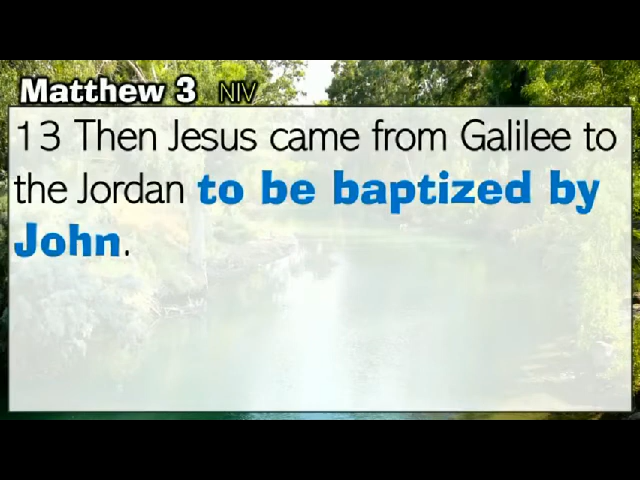 Matthew 3 NIV
13 Then Jesus came from Galilee to
the Jordan to be baptized by
John.